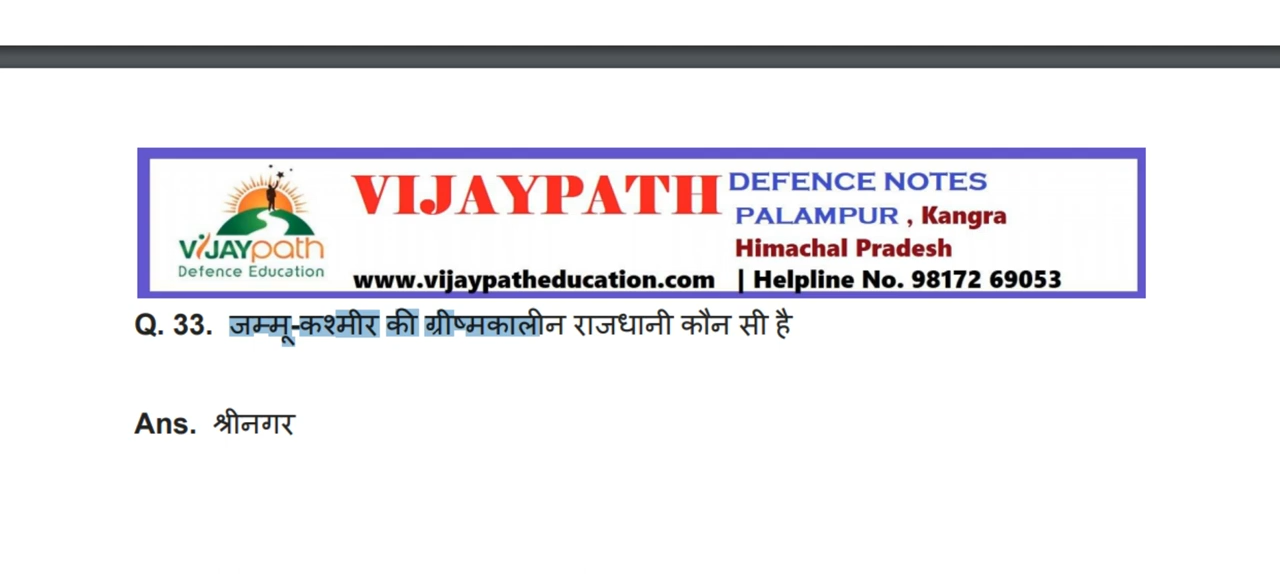 VIJAYpath
Defence Education
VIJAYPATH
DEFENCE NOTES
PALAMPUR , Kangra
Himachal Pradesh
www.vijaypatheducation.com | Helpline No. 98172 69053
Q. 33. जम्मू-कश्मीर की ग्रीष्मकालीन राजधानी कौन सी है
Ans. श्रीनगर